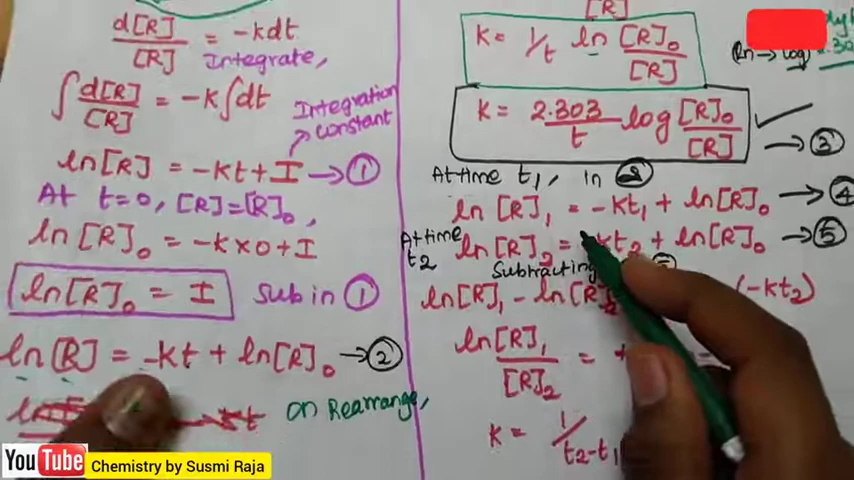 d[R]/[R] = -kdt
Integrate,
∫ d[R]/[R] = -k∫dt
Integration constant
ln[R] = -kt + I → ①
At t=0, [R]=[R]₀,
ln[R]₀ = -k×0+I
ln[R]₀ = I sub in ①
ln[R] = -kt + ln[R]₀ → ②
on Rearrange,
[R]
K = 1/t ln [R]₀/[R]
K = 2.303/t log [R]₀/[R] → ③
At time t₁, in ②
ln [R]₁ = -kt₁ + ln[R]₀ → ④
At time t₂
ln [R]₂ = kt₂ + ln[R]₀ → ⑤
Subtracting
ln[R]₁ - ln[R]₂ (-kt₂)
ln [R]₁/[R]₂ =
K = 1/t₂-t₁
YouTube Chemistry by Susmi Raja